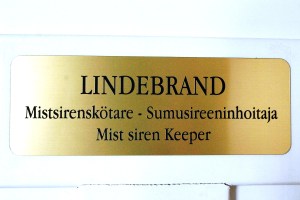 LINDEBRAND
Mistsirenskötare - Sumusireeninhoitaja
Mist siren Keeper